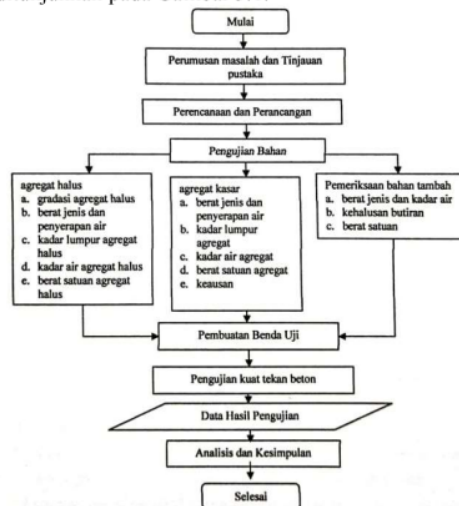 Mulai
Perumusan masalah dan Tinjauan
pustaka
Perencanaan dan Perancangan
Pengujian Bahan
agregat halus
a. gradasi agregat halus
b. berat jenis dan
penyerapan air
c. kadar lumpur agregat
halus
d. kadar air agregat halus
e. berat satuan agregat
halus
agregat kasar
a. berat jenis dan
penyerapan air
b. kadar lumpur
agregat
c. kadar air agregat
d. berat satuan agregat
e. keausan
Pemeriksaan bahan tambah
a. berat jenis dan kadar air
b. kehalusan butiran
c. berat satuan
Pembuatan Benda Uji
Pengujian kuat tekan beton
Data Hasil Pengujian
Analisis dan Kesimpulan
Selesai